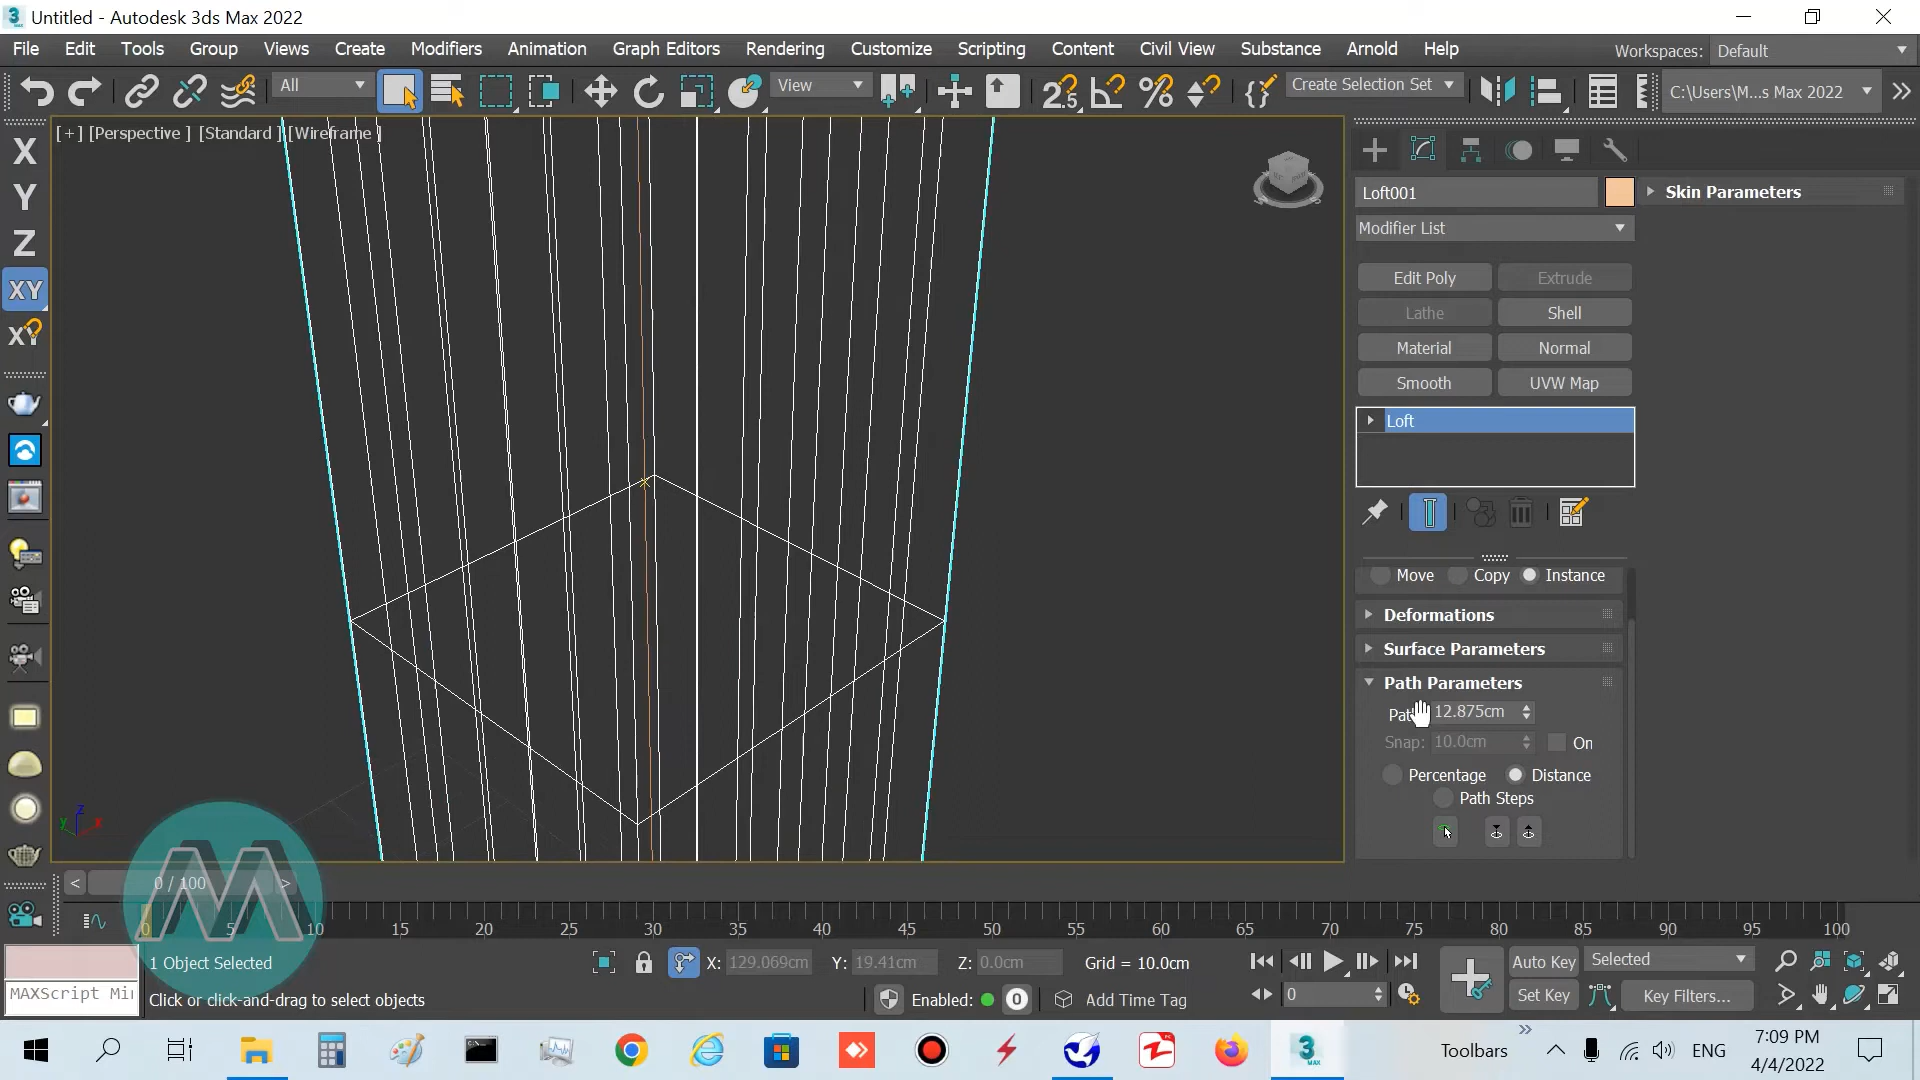 Untitled - Autodesk 3ds Max 2022
File Edit Tools Group Views Create Modifiers Animation Graph Editors Rendering Customize Scripting Content Civil View Substance Arnold Help Workspaces: Default
All View Create Selection Set C:\Users\M...s Max 2022
[ + ] [Perspective ] [Standard ] [Wireframe ]
X
Y
Z
XY
XY
Loft001
Skin Parameters
Modifier List
Edit Poly Extrude
Lathe Shell
Material Normal
Smooth UVW Map
Loft
Move Copy Instance
Deformations
Surface Parameters
Path Parameters
12.875cm
Snap: 10.0cm On
Percentage Distance
Path Steps
z
y x
< 0 / 100 >
0 5 10 15 20 25 30 35 40 45 50 55 60 65 70 75 80 85 90 95 100
1 Object Selected X: 129.069cm Y: 19.41cm Z: 0.0cm Grid = 10.0cm Auto Key Selected
MAXScript Mi Click or click-and-drag to select objects Enabled: 0 Add Time Tag 0 Set Key Key Filters...
Toolbars ENG 7:09 PM
4/4/2022